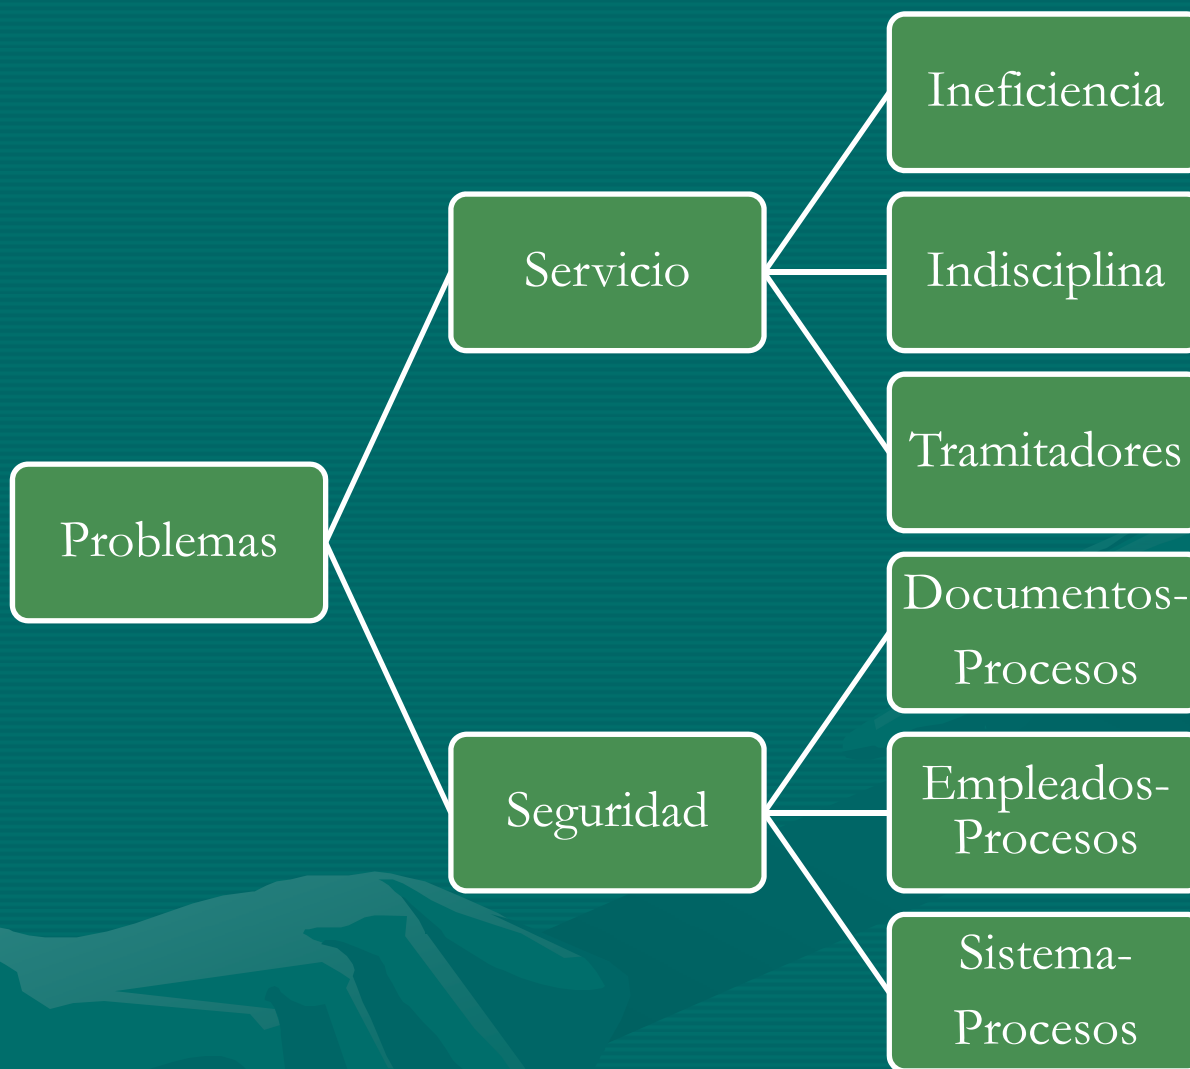 Ineficiencia
Servicio
Indisciplina
Tramitadores
Problemas
Documentos-
Procesos
Seguridad
Empleados-
Procesos
Sistema-
Procesos